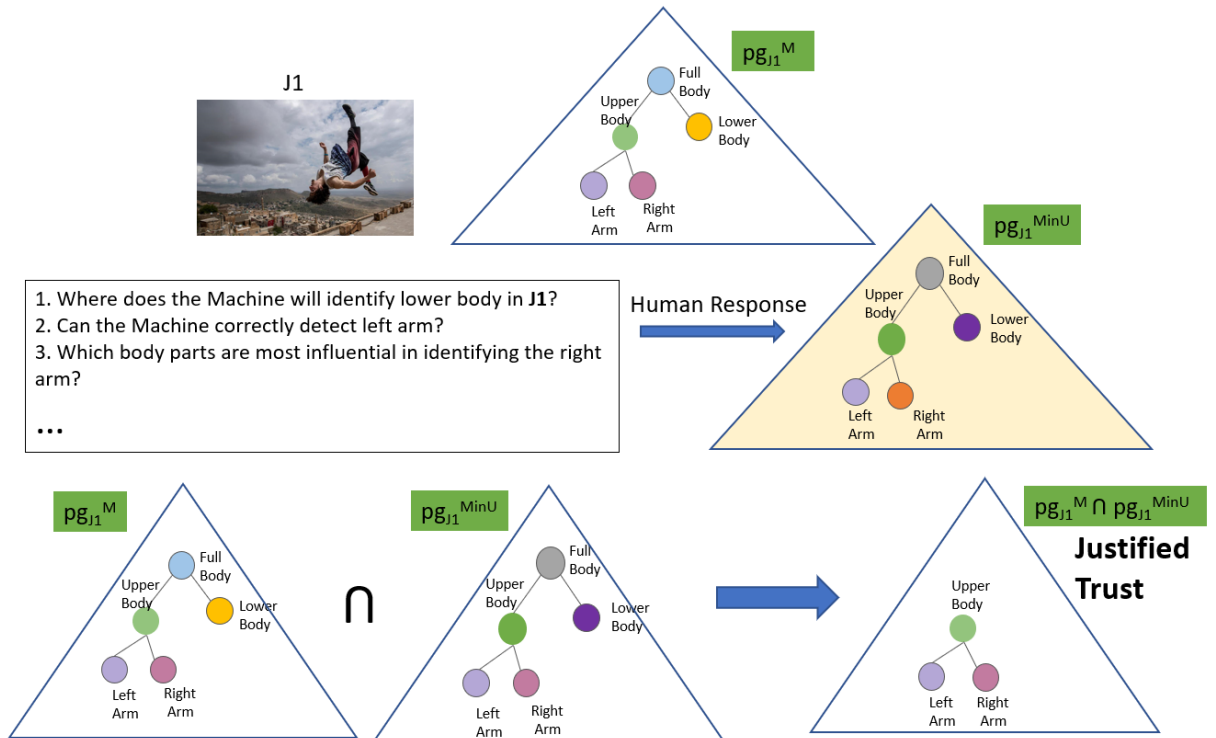 J1
pgJ1M
Full
Body
Upper
Body
Lower
Body
Left
Arm
Right
Arm
1. Where does the Machine will identify lower body in J1?
2. Can the Machine correctly detect left arm?
3. Which body parts are most influential in identifying the right
arm?
...
Human Response
pgJ1MinU
Full
Body
Upper
Body
Lower
Body
Left
Arm
Right
Arm
pgJ1M
Full
Body
Upper
Body
Lower
Body
Left
Arm
Right
Arm
∩
pgJ1MinU
Full
Body
Upper
Body
Lower
Body
Left
Arm
Right
Arm
pgJ1M ∩ pgJ1MinU
Justified
Trust
Upper
Body
Left
Arm
Right
Arm